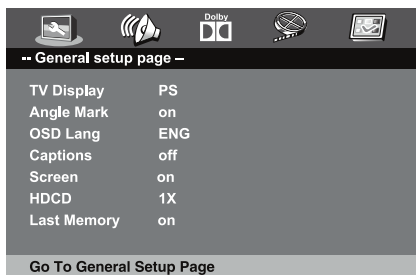 Dolby
-- General setup page --
TV Display PS
Angle Mark on
OSD Lang ENG
Captions off
Screen on
HDCD 1X
Last Memory on
Go To General Setup Page